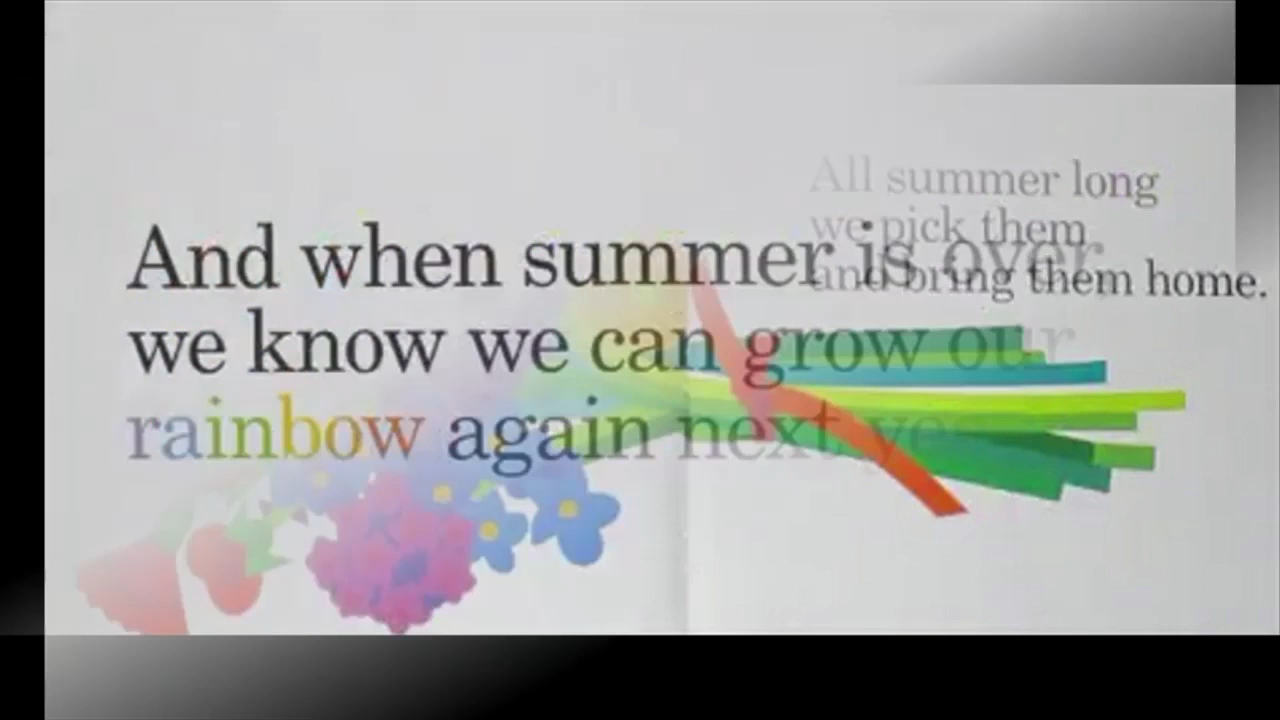 All summer long
we pick them
and bring them home.
And when summer is over
we know we can grow our
rainbow again next